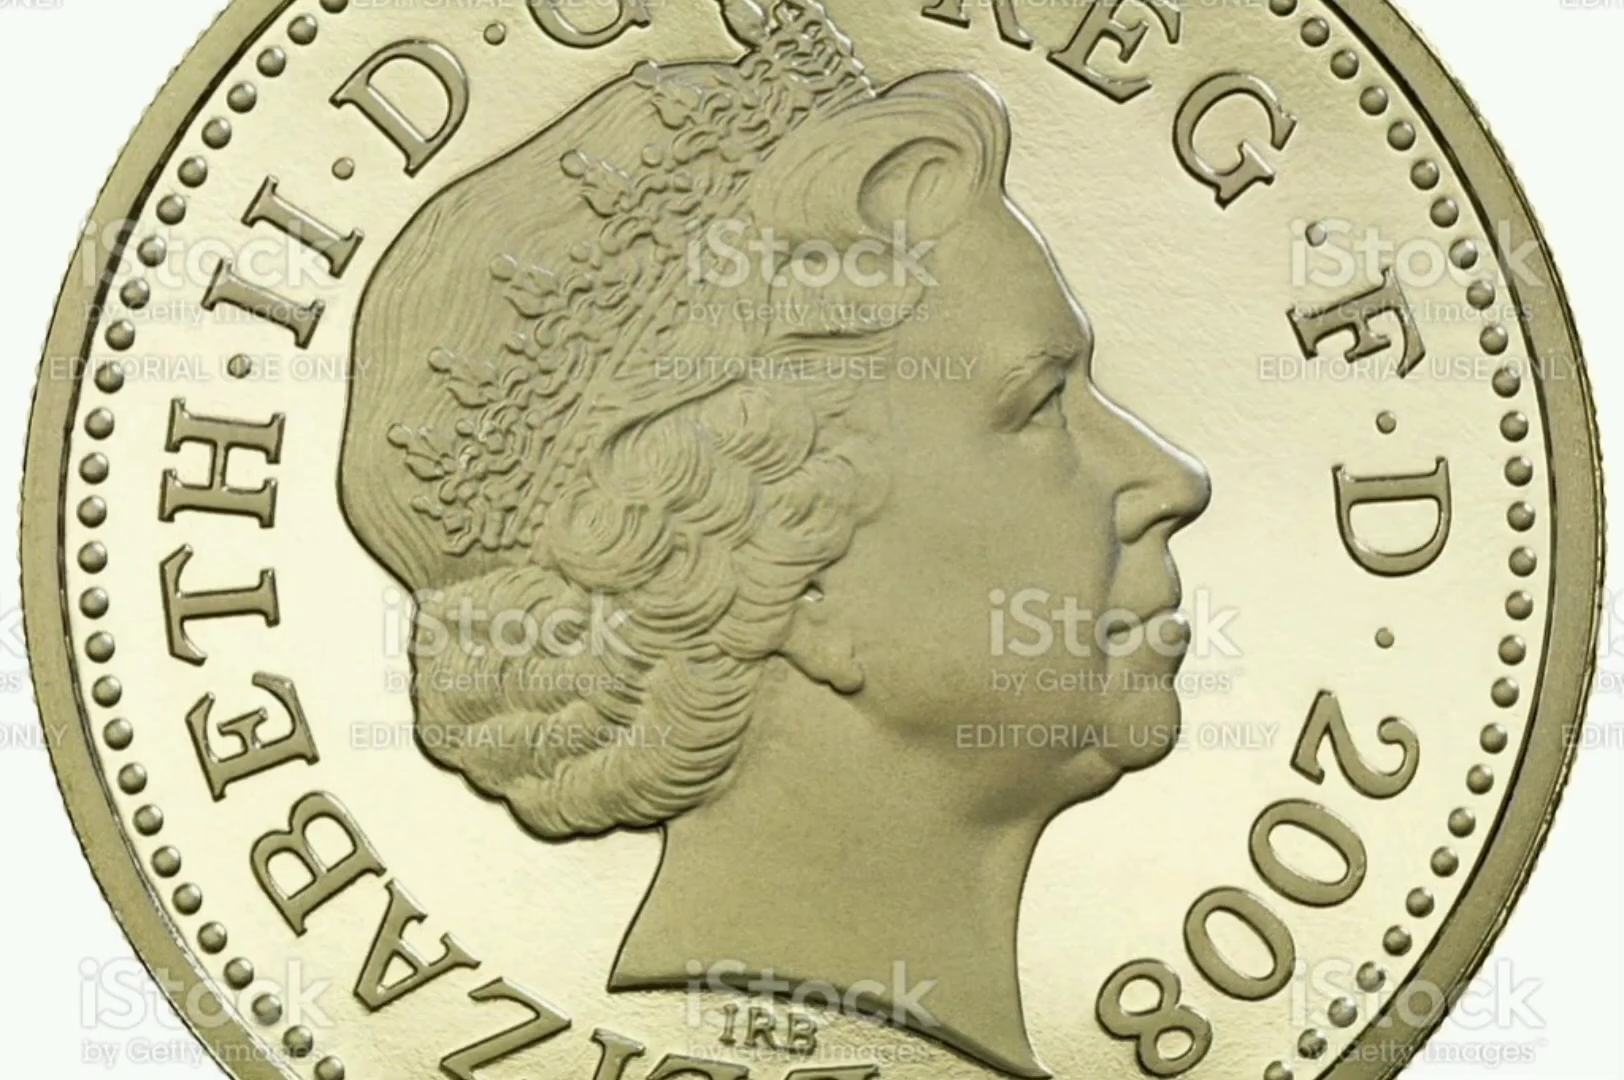 ELIZABETH·II·D·G
REG·F·D·2008
IRB
iStock
by Getty Images
EDITORIAL USE ONLY